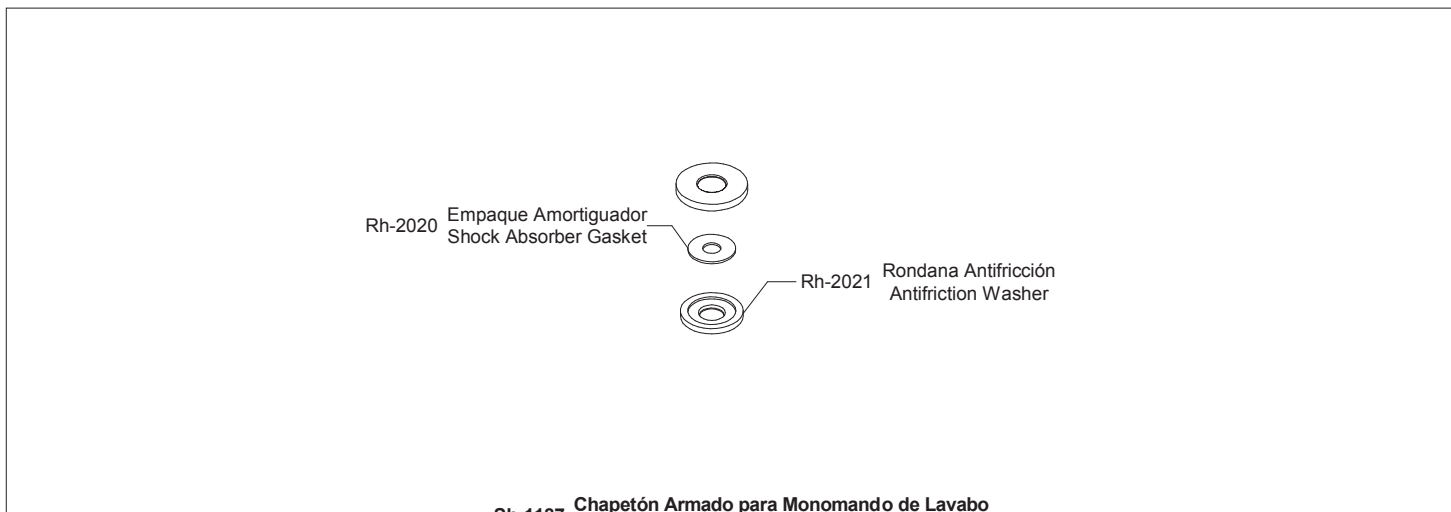 Rh-2020 Empaque Amortiguador
Shock Absorber Gasket
Rh-2021 Rondana Antifricción
Antifriction Washer
Chapetón Armado para Monomando de Lavabo